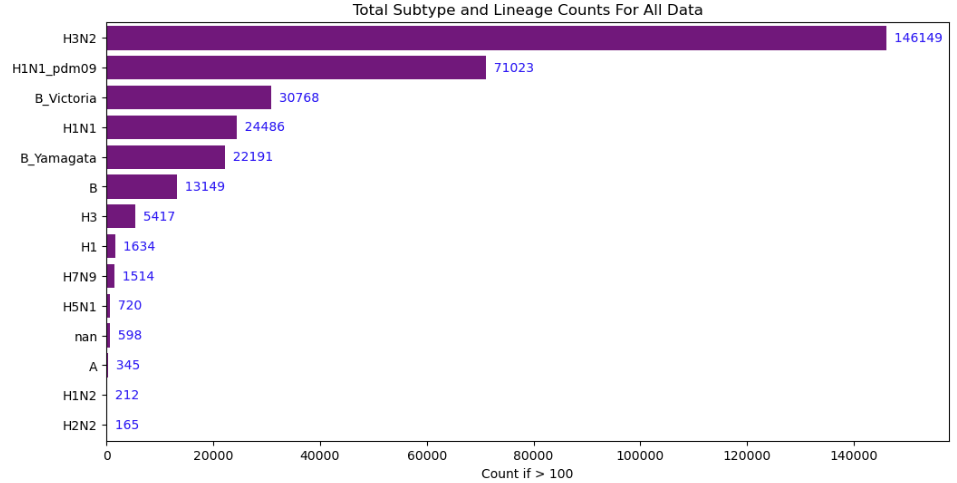 Total Subtype and Lineage Counts For All Data
H3N2 146149
H1N1_pdm09 71023
B_Victoria 30768
H1N1 24486
B_Yamagata 22191
B 13149
H3 5417
H1 1634
H7N9 1514
H5N1 720
nan 598
A 345
H1N2 212
H2N2 165
0 20000 40000 60000 80000 100000 120000 140000
Count if > 100